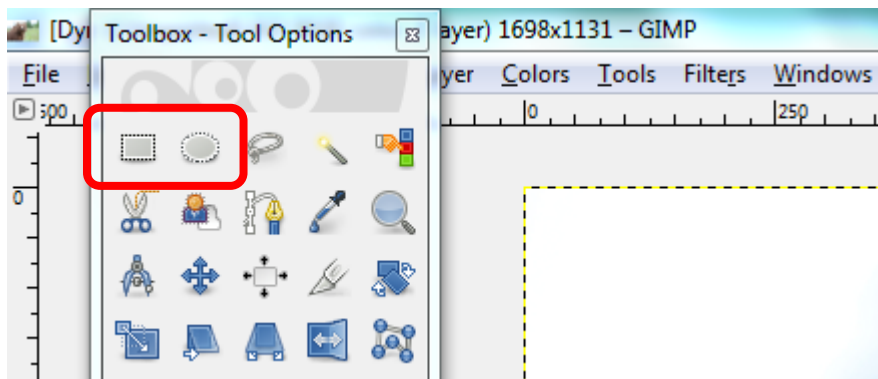 [Dy
Toolbox - Tool Options
ayer) 1698x1131 – GIMP
File
yer Colors Tools Filters Windows
500
0
250
0